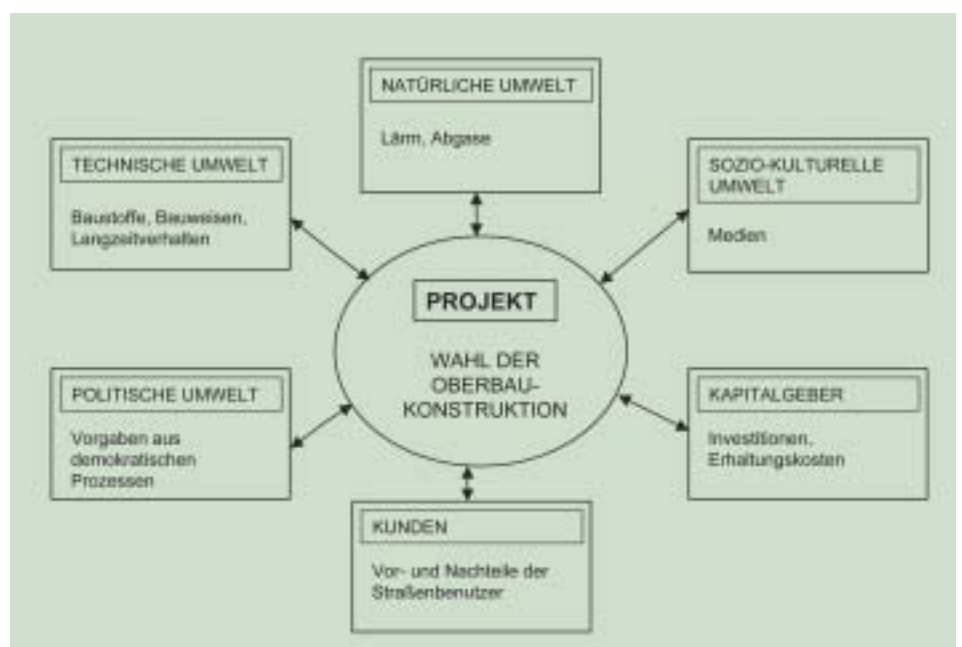 NATÜRLICHE UMWELT
Lärm, Abgase
TECHNISCHE UMWELT
Baustoffe, Bauweisen,
Langzeitverhalten
SOZIO-KULTURELLE
UMWELT
Medien
PROJEKT
WAHL DER
OBERBAU-
KONSTRUKTION
POLITISCHE UMWELT
Vorgaben aus
demokratischen
Prozessen
KAPITALGEBER
Investitionen,
Erhaltungskosten
KUNDEN
Vor- und Nachteile der
Straßenbenutzer